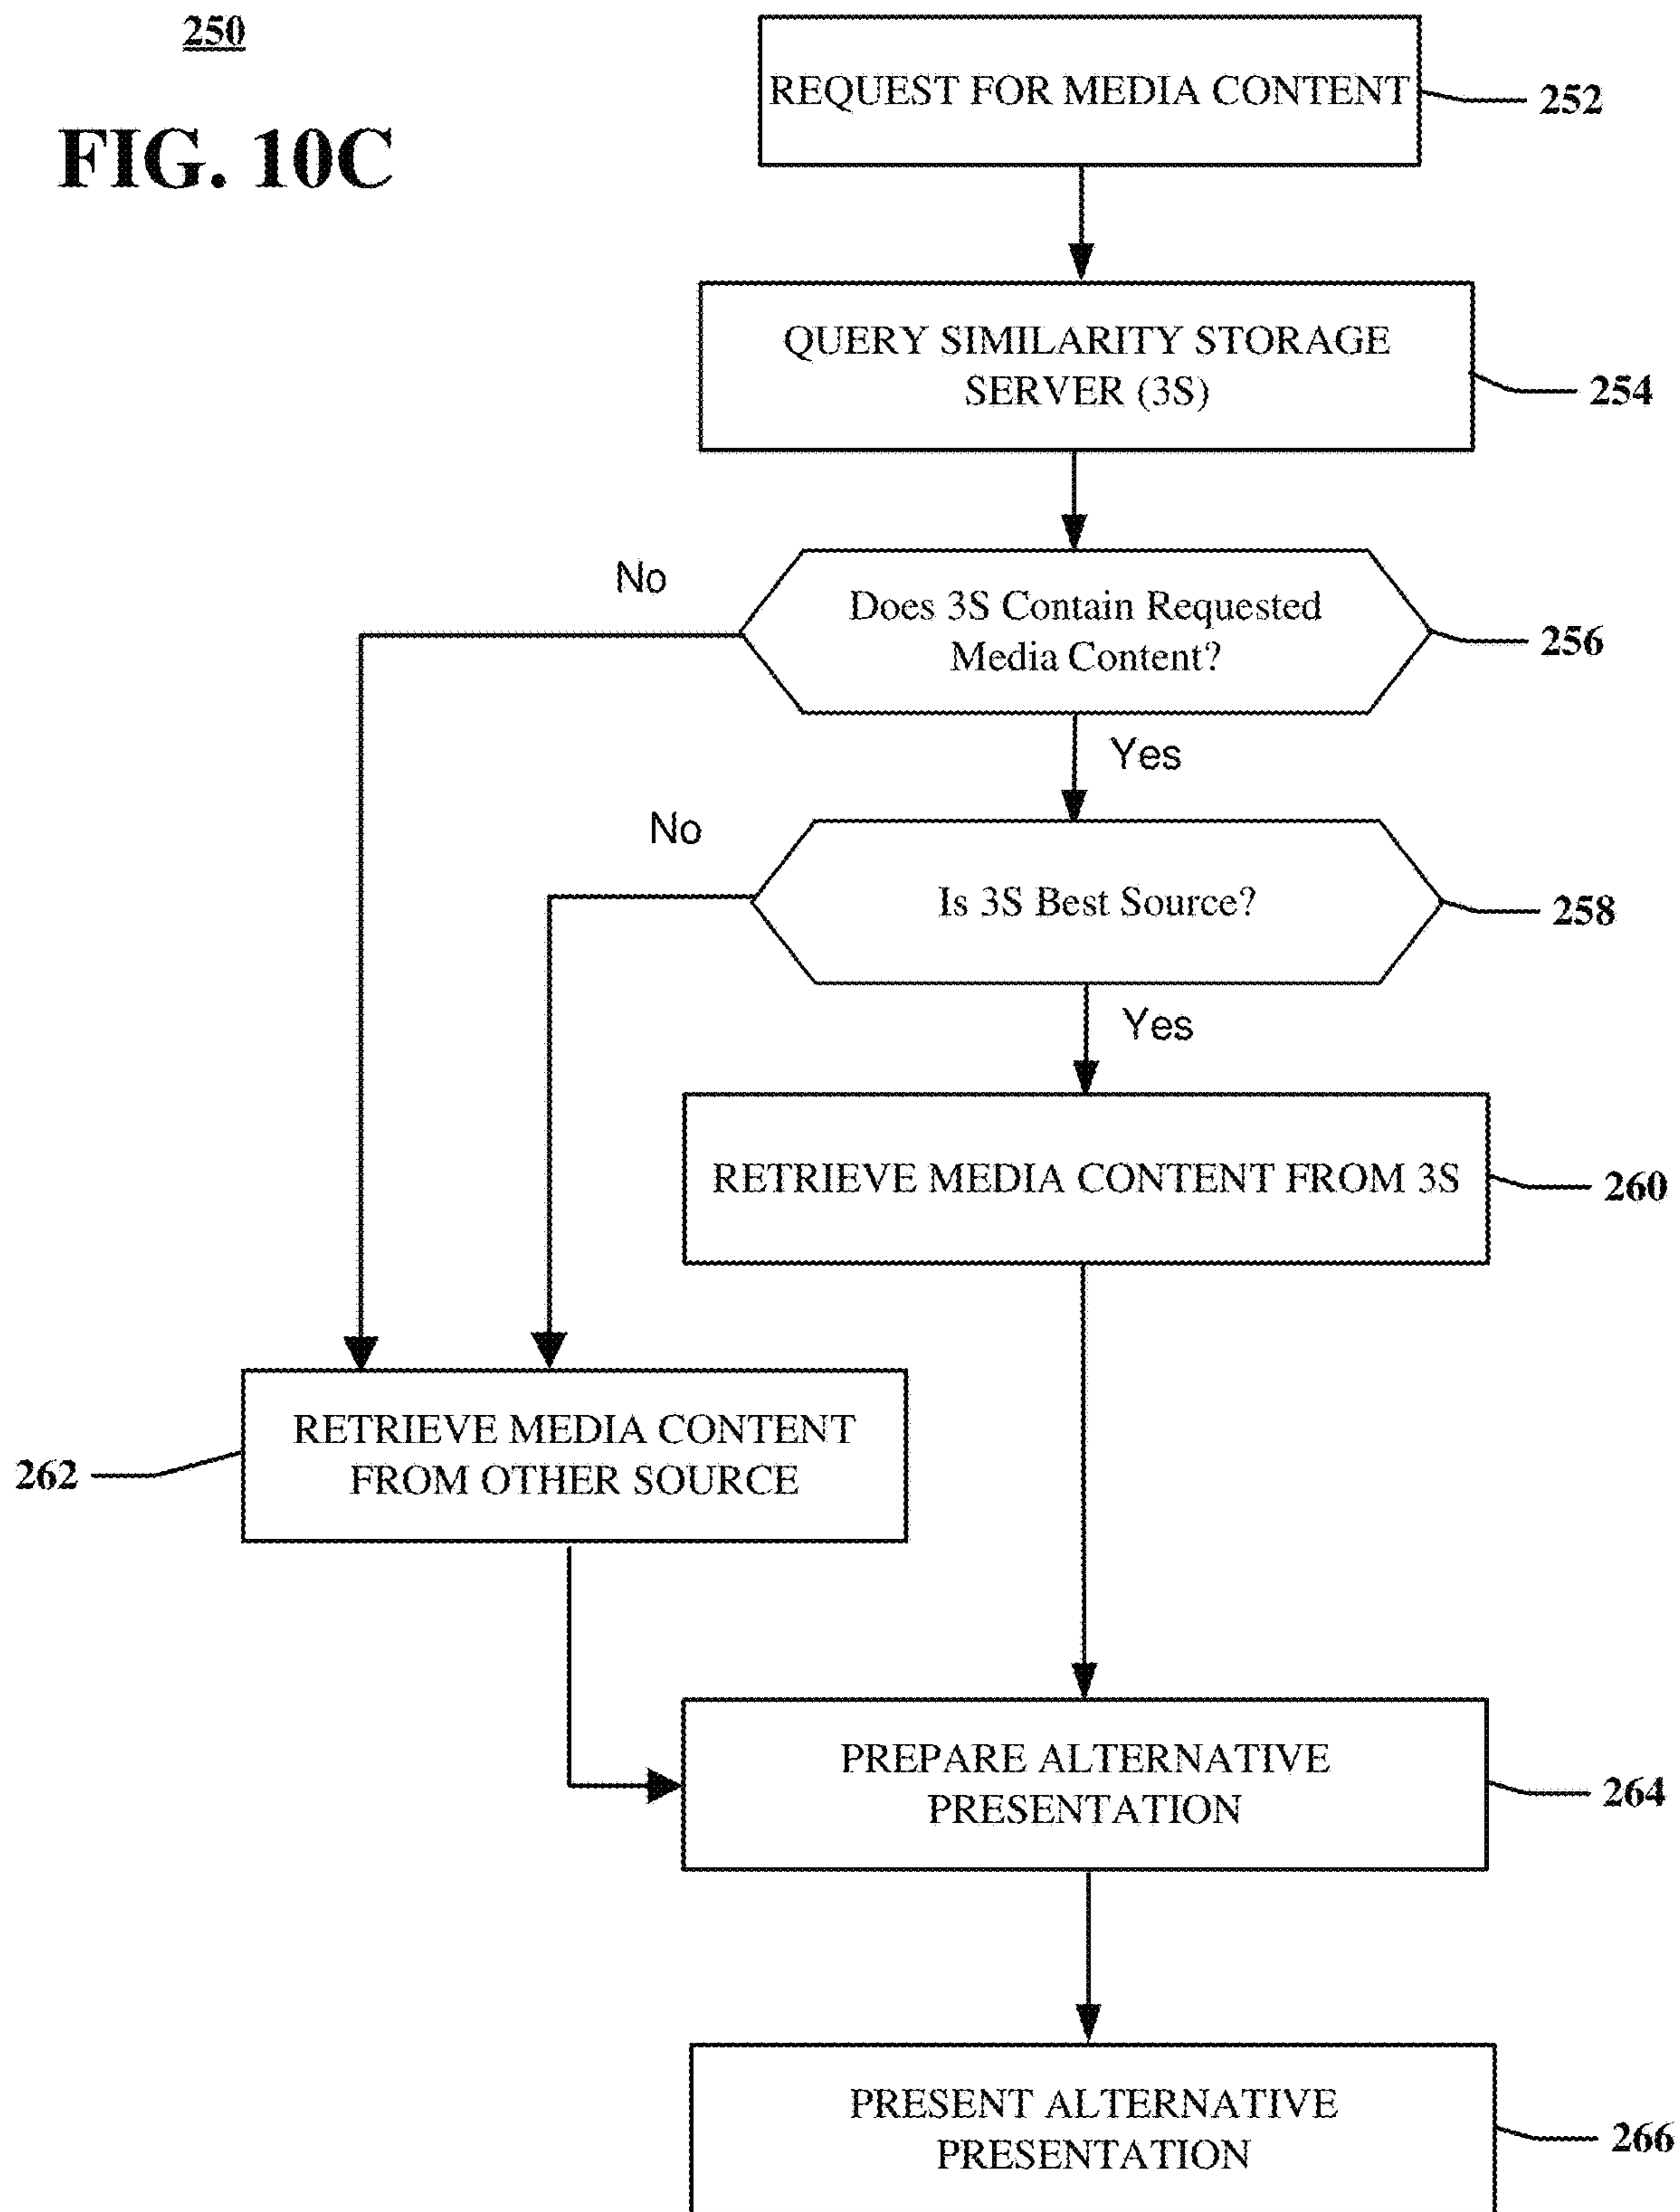 250
FIG. 10C
REQUEST FOR MEDIA CONTENT
252
QUERY SIMILARITY STORAGE
SERVER (3S)
254
No
Does 3S Contain Requested
Media Content?
256
Yes
No
Is 3S Best Source?
258
Yes
RETRIEVE MEDIA CONTENT FROM 3S
260
RETRIEVE MEDIA CONTENT
FROM OTHER SOURCE
262
PREPARE ALTERNATIVE
PRESENTATION
264
PRESENT ALTERNATIVE
PRESENTATION
266